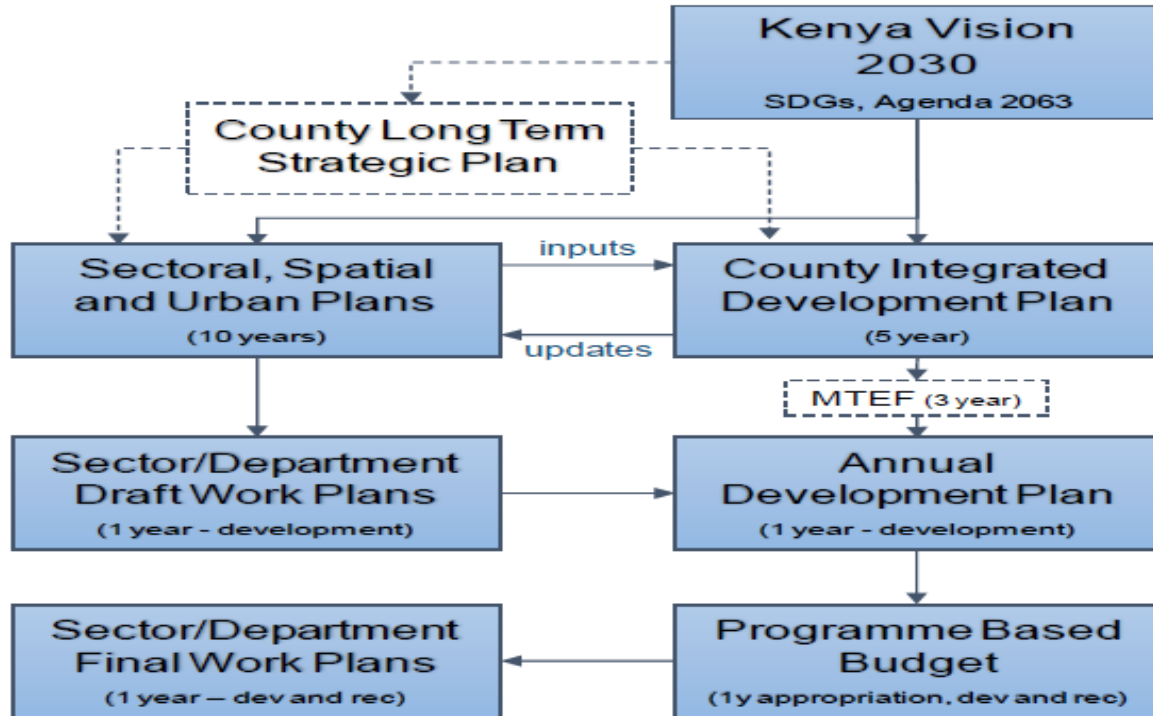 Kenya Vision
2030
SDGs, Agenda 2063
County Long Term
Strategic Plan
Sectoral, Spatial
and Urban Plans
(10 years)
inputs
updates
County Integrated
Development Plan
(5 year)
MTEF (3 year)
Sector/Department
Draft Work Plans
(1 year - development)
Annual
Development Plan
(1 year - development)
Sector/Department
Final Work Plans
(1 year – dev and rec)
Programme Based
Budget
(1y appropriation, dev and rec)